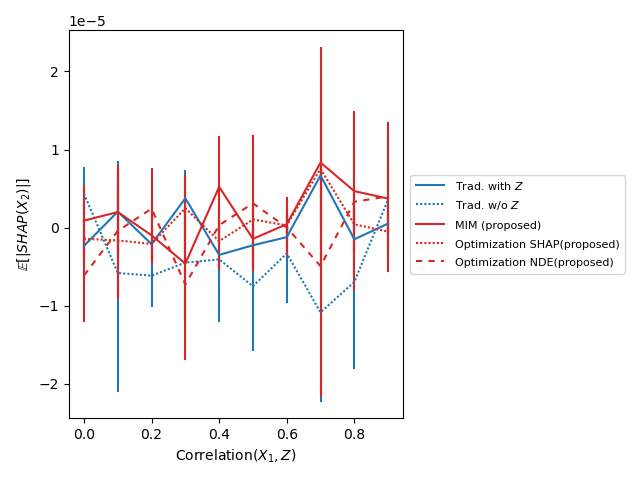 1e−5
2
1
0
−1
−2
𝔼[|SHAP(X₂)|]
0.0 0.2 0.4 0.6 0.8
Correlation(X₁, Z)
Trad. with Z
Trad. w/o Z
MIM (proposed)
Optimization SHAP(proposed)
Optimization NDE(proposed)